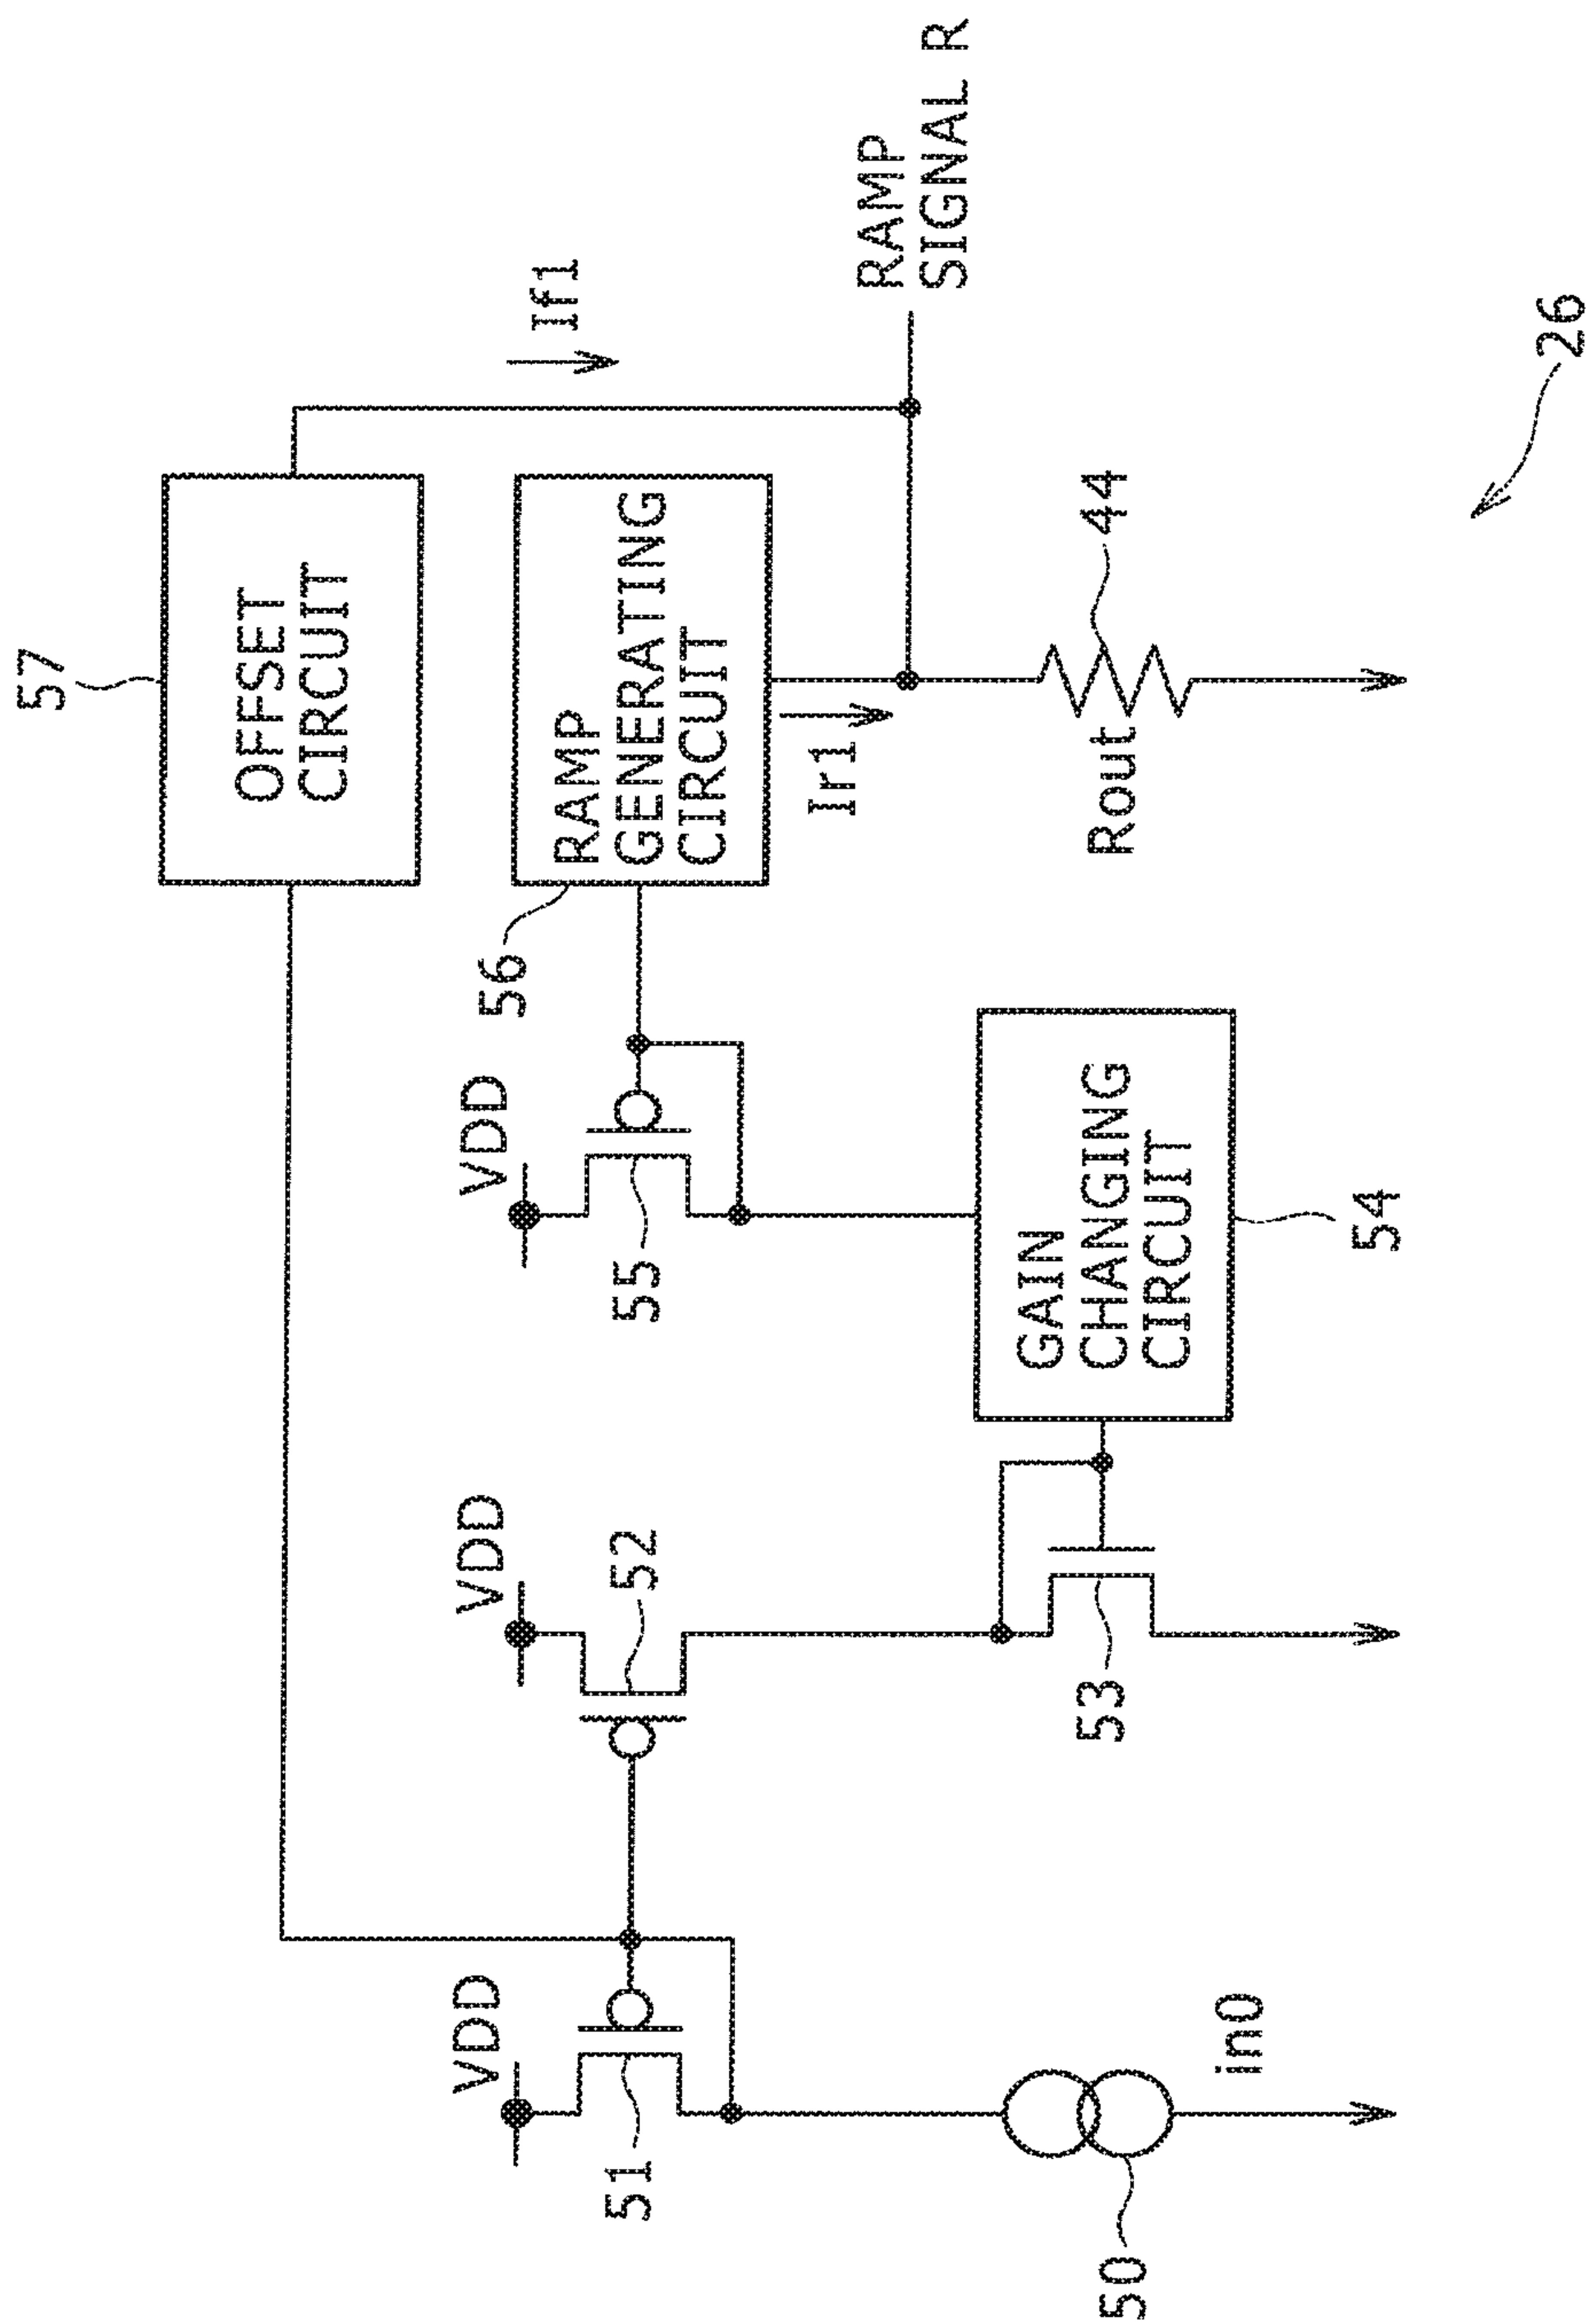 57
OFFSET
CIRCUIT
If1
VDD
VDD
VDD
56
RAMP
GENERATING
CIRCUIT
51
52
55
Ir1
RAMP
SIGNAL R
GAIN
CHANGING
CIRCUIT
53
Rout
44
50
in0
54
26